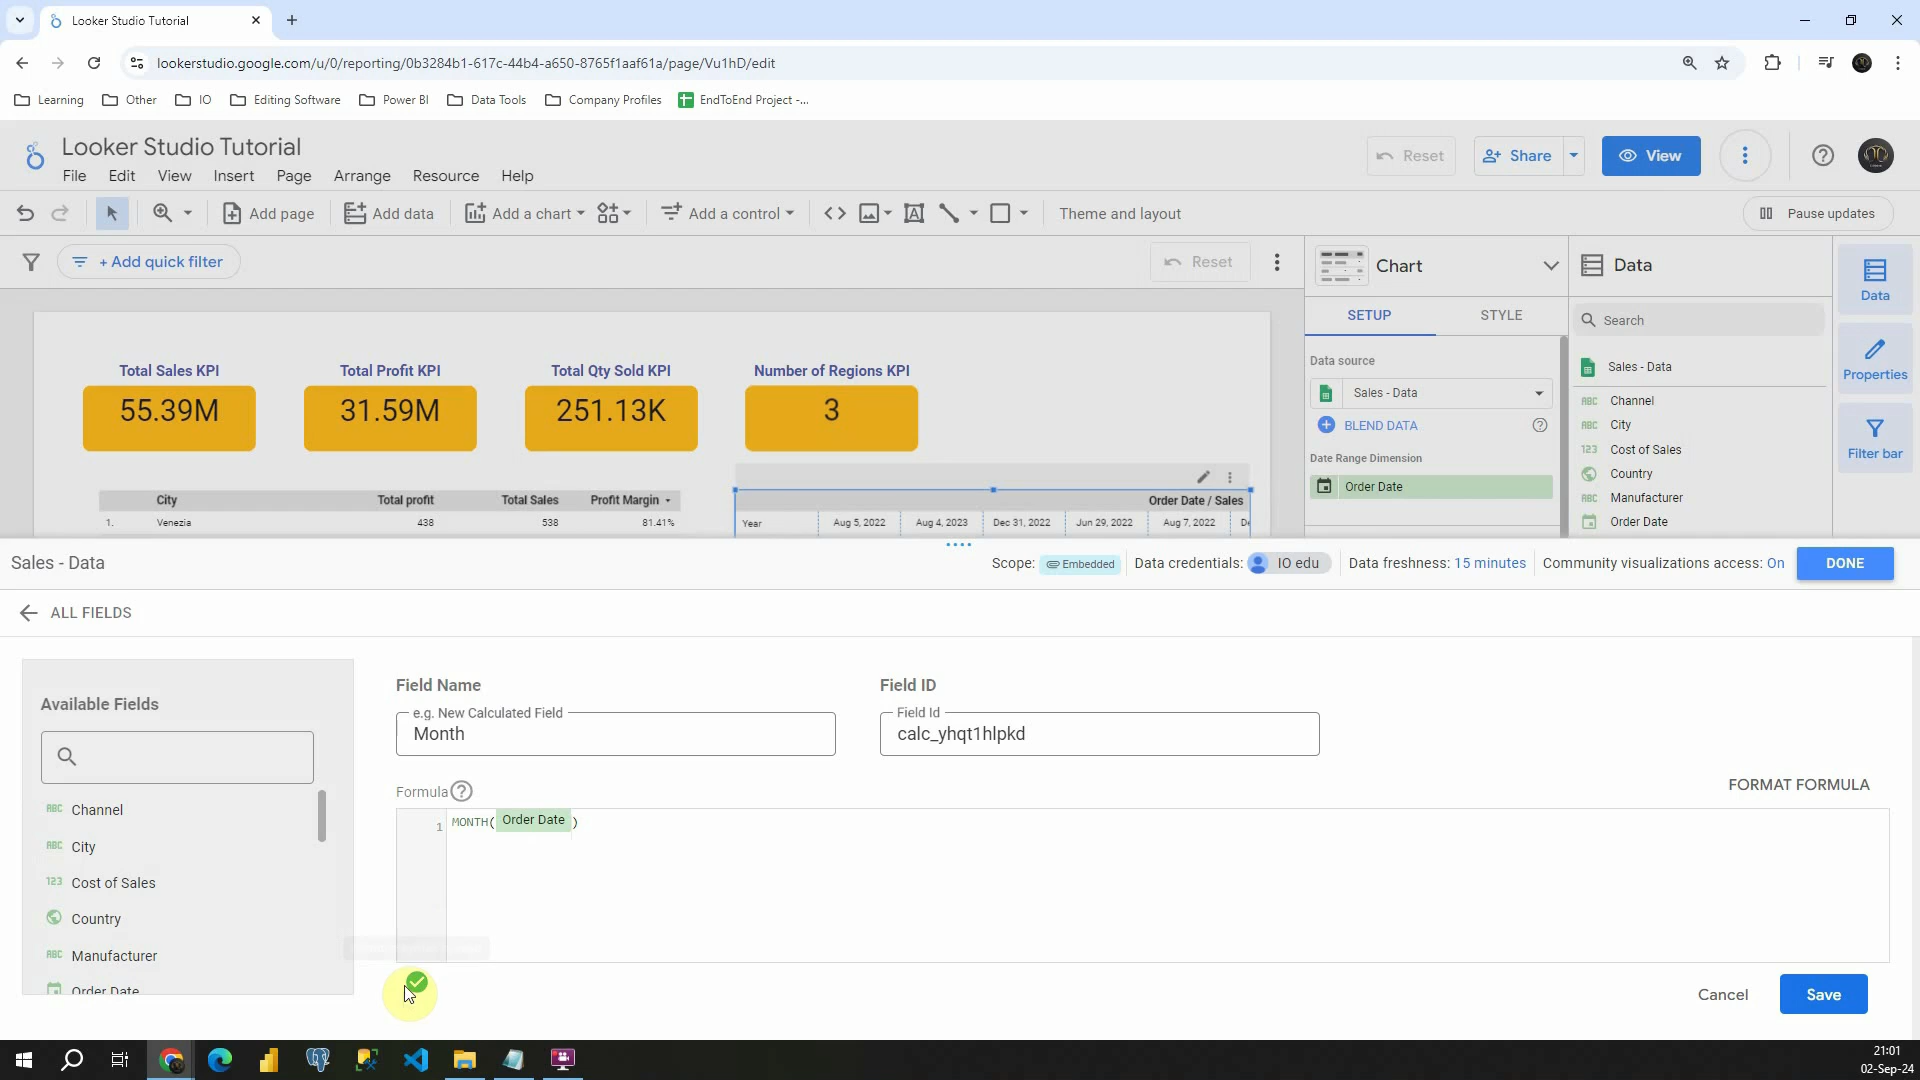 Looker Studio Tutorial
lookerstudio.google.com/u/0/reporting/0b3284b1-617c-44b4-a650-8765f1aaf61a/page/Vu1hD/edit
Learning Other IO Editing Software Power BI Data Tools Company Profiles EndToEnd Project -...
Looker Studio Tutorial
File Edit View Insert Page Arrange Resource Help
Reset Share View
Add page Add data Add a chart Add a control Theme and layout Pause updates
+ Add quick filter Reset
Chart
Data
Data
SETUP STYLE
Search
Properties
Filter bar
Data source
Sales - Data
BLEND DATA
Date Range Dimension
Order Date
Sales - Data
ABC Channel
ABC City
123 Cost of Sales
Country
ABC Manufacturer
Order Date
Total Sales KPI Total Profit KPI Total Qty Sold KPI Number of Regions KPI
55.39M 31.59M 251.13K 3
City Total profit Total Sales Profit Margin
1. Venezia 438 538 81.41%
Order Date / Sales
Year Aug 5, 2022 Aug 4, 2023 Dec 31, 2022 Jun 29, 2022 Aug 7, 2022
Sales - Data
Scope: Embedded Data credentials: IO edu Data freshness: 15 minutes Community visualizations access: On DONE
ALL FIELDS
Available Fields
ABC Channel
ABC City
123 Cost of Sales
Country
ABC Manufacturer
Order Date
Field Name
e.g. New Calculated Field
Month
Field ID
Field Id
calc_yhqt1hlpkd
Formula
FORMAT FORMULA
1 MONTH( Order Date )
Cancel Save
21:01
02-Sep-24